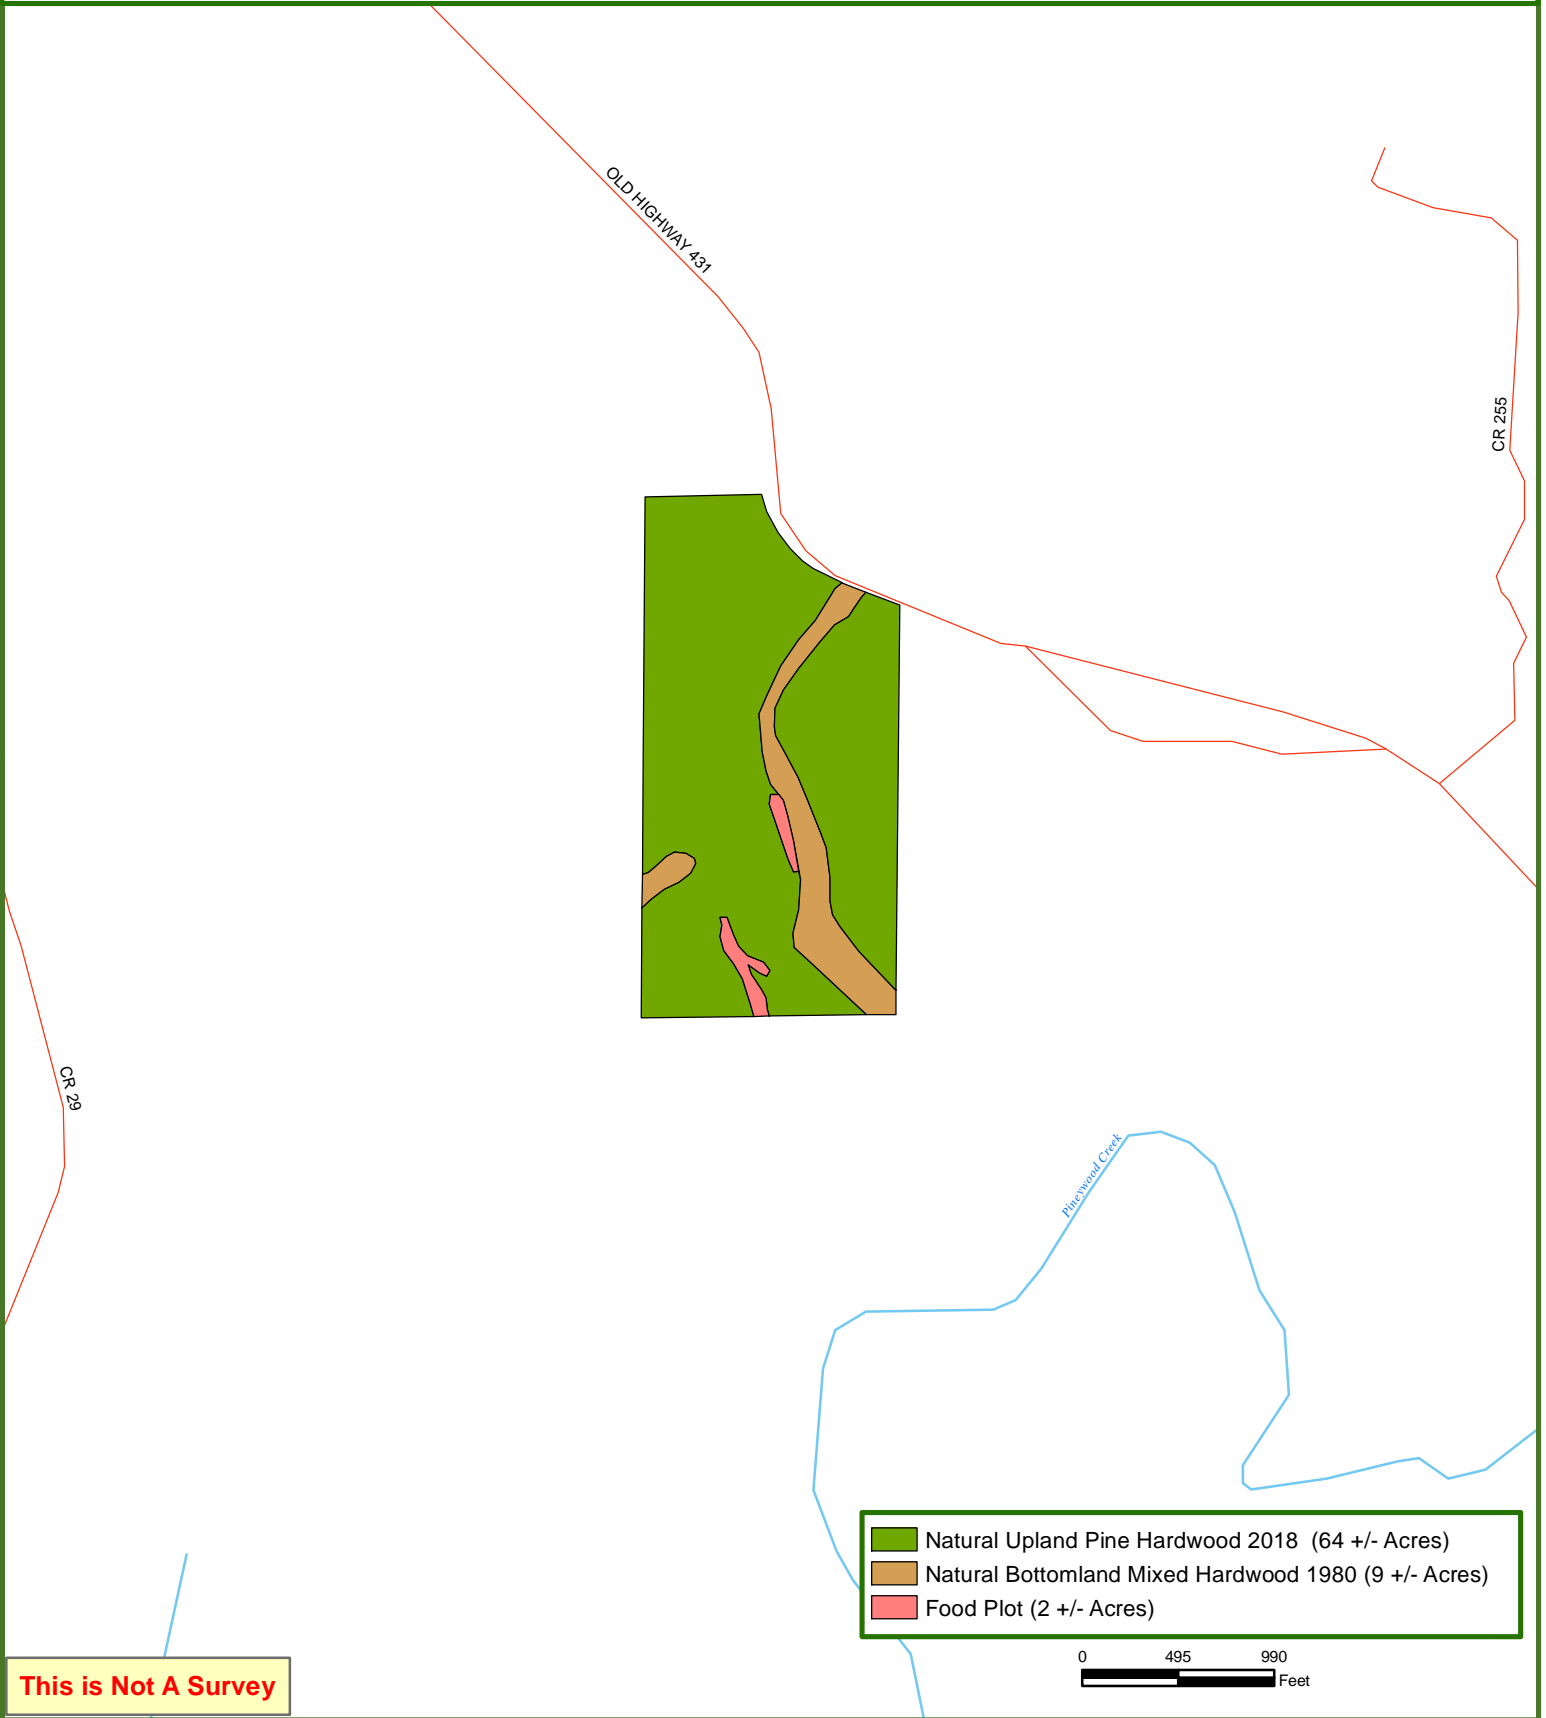 OLD HIGHWAY 431
CR 255
CR 29
Pineywood Creek
Natural Upland Pine Hardwood 2018 (64 +/- Acres)
Natural Bottomland Mixed Hardwood 1980 (9 +/- Acres)
Food Plot (2 +/- Acres)
0 495 990
Feet
This is Not A Survey